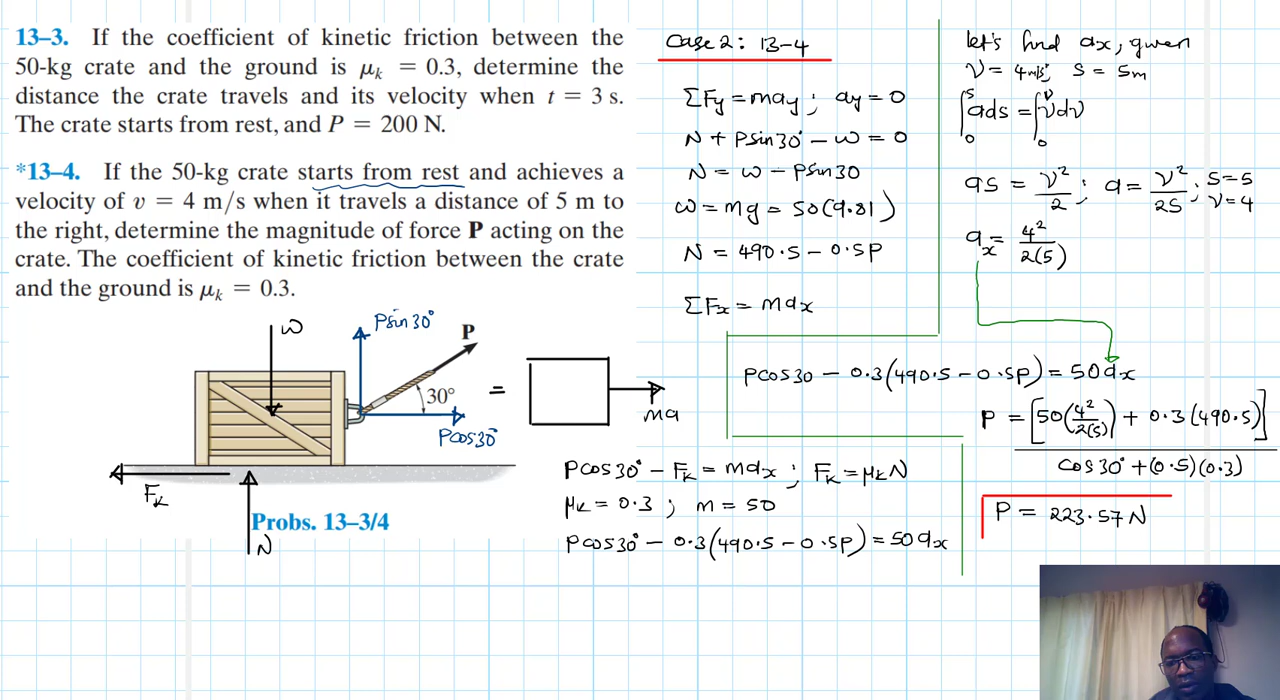 13–3. If the coefficient of kinetic friction between the
50-kg crate and the ground is μk = 0.3, determine the
distance the crate travels and its velocity when t = 3 s.
The crate starts from rest, and P = 200 N.
*13–4. If the 50-kg crate starts from rest and achieves a
velocity of v = 4 m/s when it travels a distance of 5 m to
the right, determine the magnitude of force P acting on the
crate. The coefficient of kinetic friction between the crate
and the ground is μk = 0.3.
W
Psin30°
P
30°
Pcos30°
Fk
N
Probs. 13–3/4
=
ma
Case 2: 13-4
ΣFy = may ; ay = 0
N + Psin30° - W = 0
N = W - Psin30
W = mg = 50(9.81)
N = 490.5 - 0.5P
ΣFx = max
Pcos30 - 0.3(490.5 - 0.5P) = 50ax
Pcos30° - Fk = max ; Fk = μkN
μk = 0.3 ; m = 50
Pcos30° - 0.3(490.5 - 0.5P) = 50ax
let's find ax, given
V = 4m/s, S = 5m
∫₀ˢ ads = ∫₀ᵛ vdv
as = v²/2 ; a = v²/2s ; s=5 v=4
ax = 4²/2(5)
P = [50(4²/2(5)) + 0.3(490.5)]
cos30° + (0.5)(0.3)
P = 223.57N